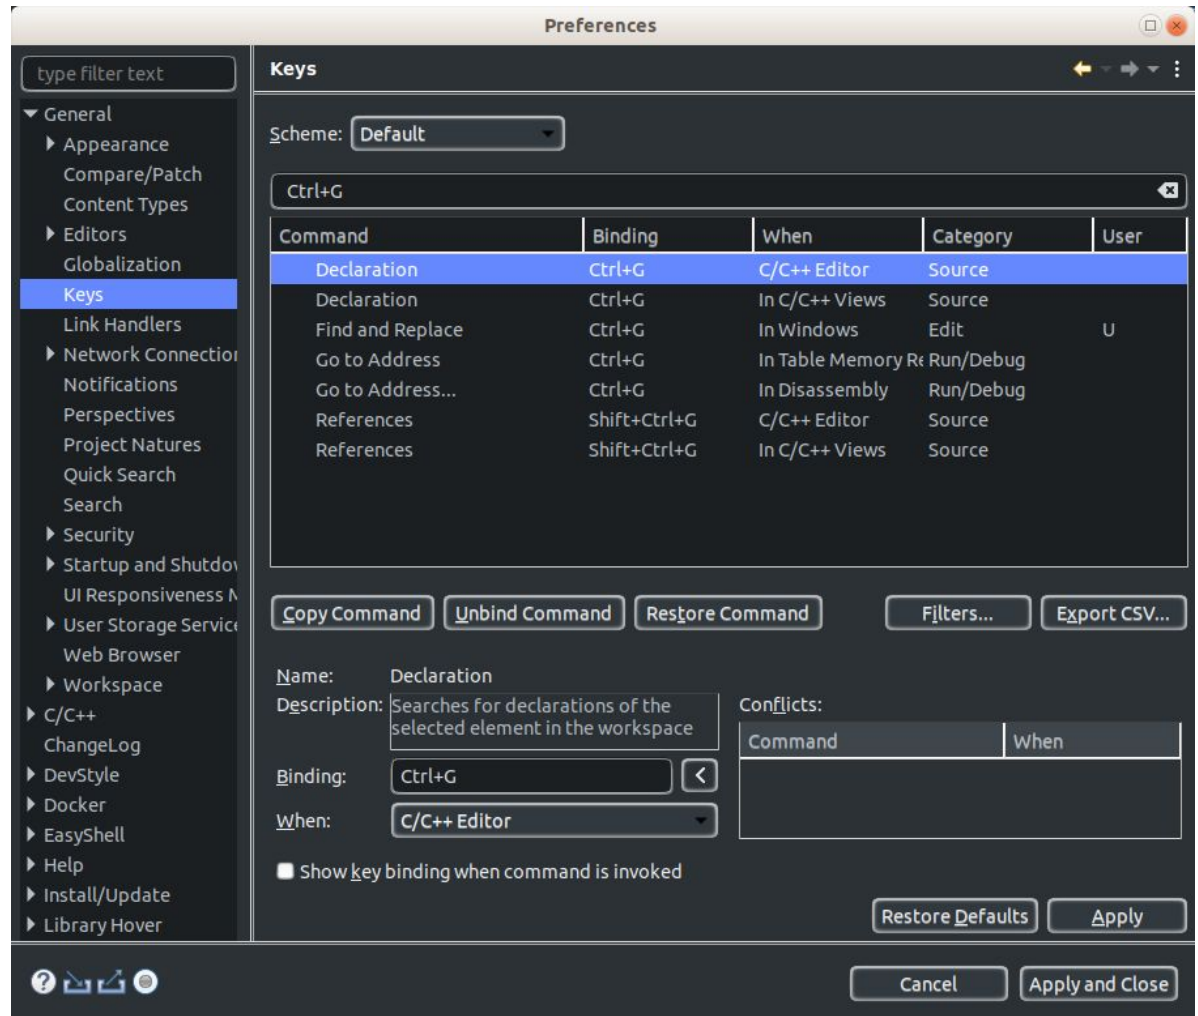 Preferences
type filter text
General
Appearance
Compare/Patch
Content Types
Editors
Globalization
Keys
Link Handlers
Network Connection
Notifications
Perspectives
Project Natures
Quick Search
Search
Security
Startup and Shutdov
UI Responsiveness M
User Storage Service
Web Browser
Workspace
C/C++
ChangeLog
DevStyle
Docker
EasyShell
Help
Install/Update
Library Hover
Keys
Scheme: Default
Ctrl+G
Command Binding When Category User
Declaration Ctrl+G C/C++ Editor Source
Declaration Ctrl+G In C/C++ Views Source
Find and Replace Ctrl+G In Windows Edit U
Go to Address Ctrl+G In Table Memory Re Run/Debug
Go to Address... Ctrl+G In Disassembly Run/Debug
References Shift+Ctrl+G C/C++ Editor Source
References Shift+Ctrl+G In C/C++ Views Source
Copy Command Unbind Command Restore Command Filters... Export CSV...
Name: Declaration
Description: Searches for declarations of the
selected element in the workspace
Binding: Ctrl+G <
When: C/C++ Editor
Conflicts:
Command When
Show key binding when command is invoked
Restore Defaults Apply
? Cancel Apply and Close